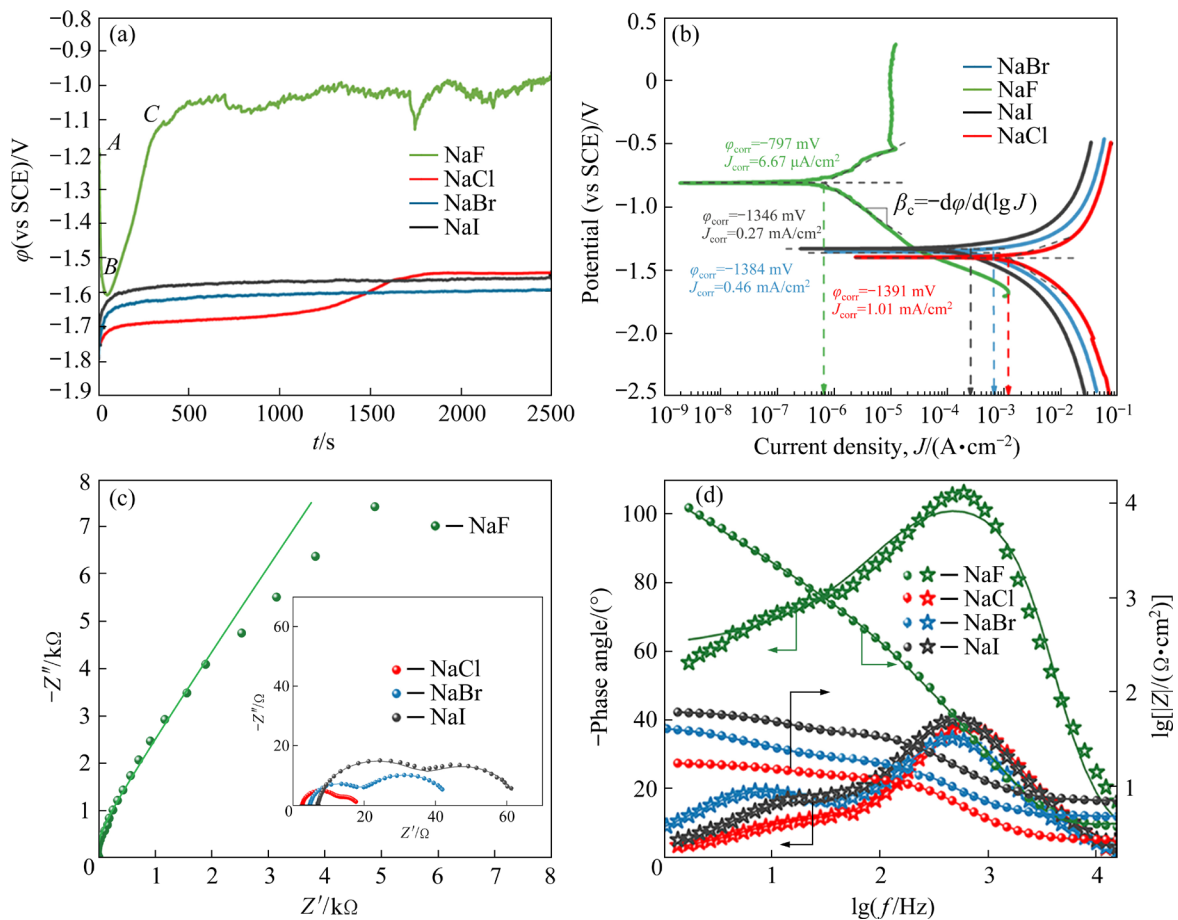 (a)
−0.8
−0.9
−1.0
−1.1
−1.2
−1.3
−1.4
−1.5
−1.6
−1.7
−1.8
−1.9
φ(vs SCE)/V
A
B
C
NaF
NaCl
NaBr
NaI
0
500
1000
1500
2000
2500
t/s
(b)
0.5
0
−0.5
−1.0
−1.5
−2.0
−2.5
Potential (vs SCE)/V
NaBr
NaF
NaI
NaCl
φcorr=−797 mV
Jcorr=6.67 μA/cm²
βc=−dφ/d(lg J)
φcorr=−1346 mV
Jcorr=0.27 mA/cm²
φcorr=−1384 mV
Jcorr=0.46 mA/cm²
φcorr=−1391 mV
Jcorr=1.01 mA/cm²
10⁻⁹
10⁻⁸
10⁻⁷
10⁻⁶
10⁻⁵
10⁻⁴
10⁻³
10⁻²
10⁻¹
Current density, J/(A•cm⁻²)
(c)
8
7
6
5
4
3
2
1
0
−Z″/kΩ
— NaF
70
60
40
20
0
−Z″/Ω
— NaCl
— NaBr
— NaI
0
20
40
60
Z′/Ω
1
2
3
4
5
6
7
8
Z′/kΩ
(d)
100
80
60
40
20
0
−Phase angle/(°)
— NaF
— NaCl
— NaBr
— NaI
4
3
2
1
0
lg[|Z|/(Ω•cm²)]
1
2
3
4
lg(f/Hz)